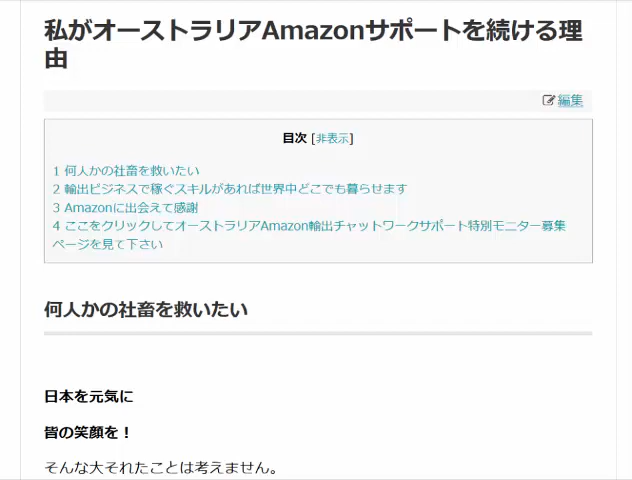 私がオーストラリアAmazonサポートを続ける理
由
編集
目次 [非表示]
1 何人かの社畜を救いたい
2 輸出ビジネスで稼ぐスキルがあれば世界中どこでも暮らせます
3 Amazonに出会えて感謝
4 ここをクリックしてオーストラリアAmazon輸出チャットワークサポート特別モニター募集
ページを見て下さい
何人かの社畜を救いたい
日本を元気に
皆の笑顔を！
そんな大それたことは考えません。